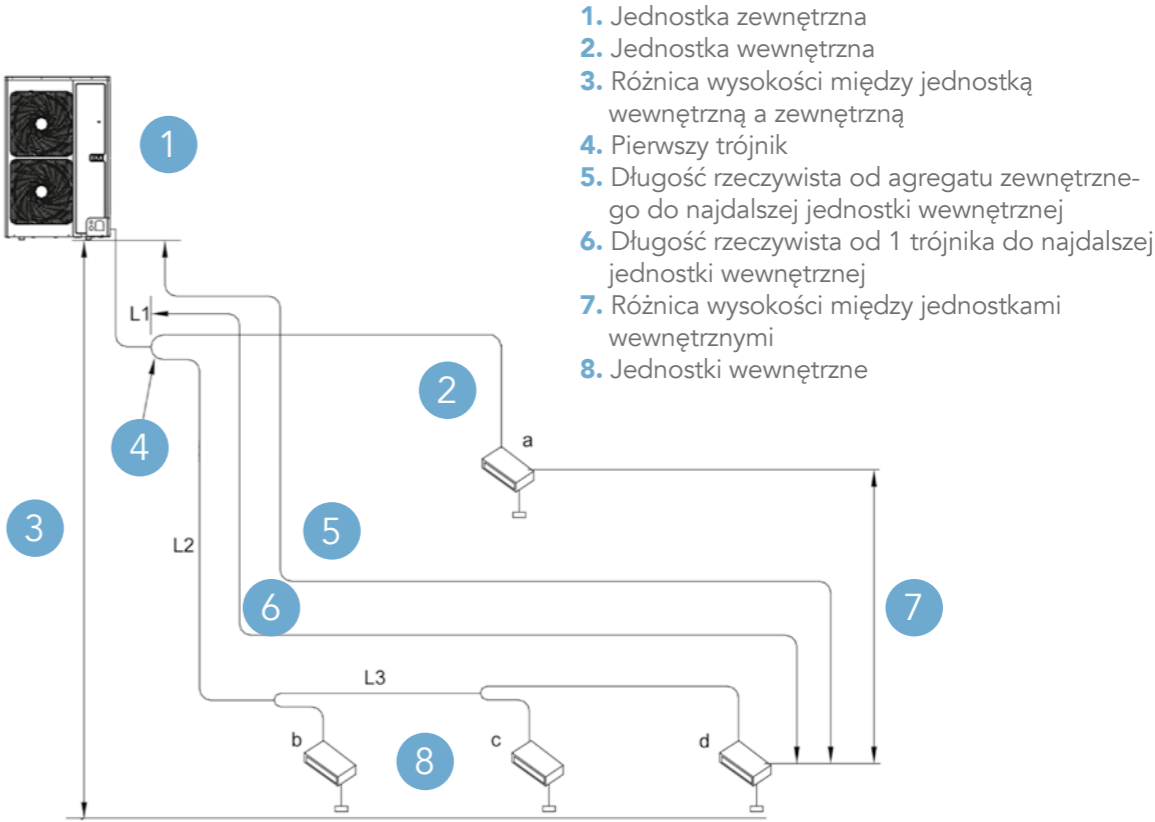 1. Jednostka zewnętrzna
2. Jednostka wewnętrzna
3. Różnica wysokości między jednostką
wewnętrzną a zewnętrzną
4. Pierwszy trójnik
5. Długość rzeczywista od agregatu zewnętrzne-
go do najdalszej jednostki wewnętrznej
6. Długość rzeczywista od 1 trójnika do najdalszej
jednostki wewnętrznej
7. Różnica wysokości między jednostkami
wewnętrznymi
8. Jednostki wewnętrzne
1
L1
2
4
a
3
5
L2
6
7
L3
b
8
c
d